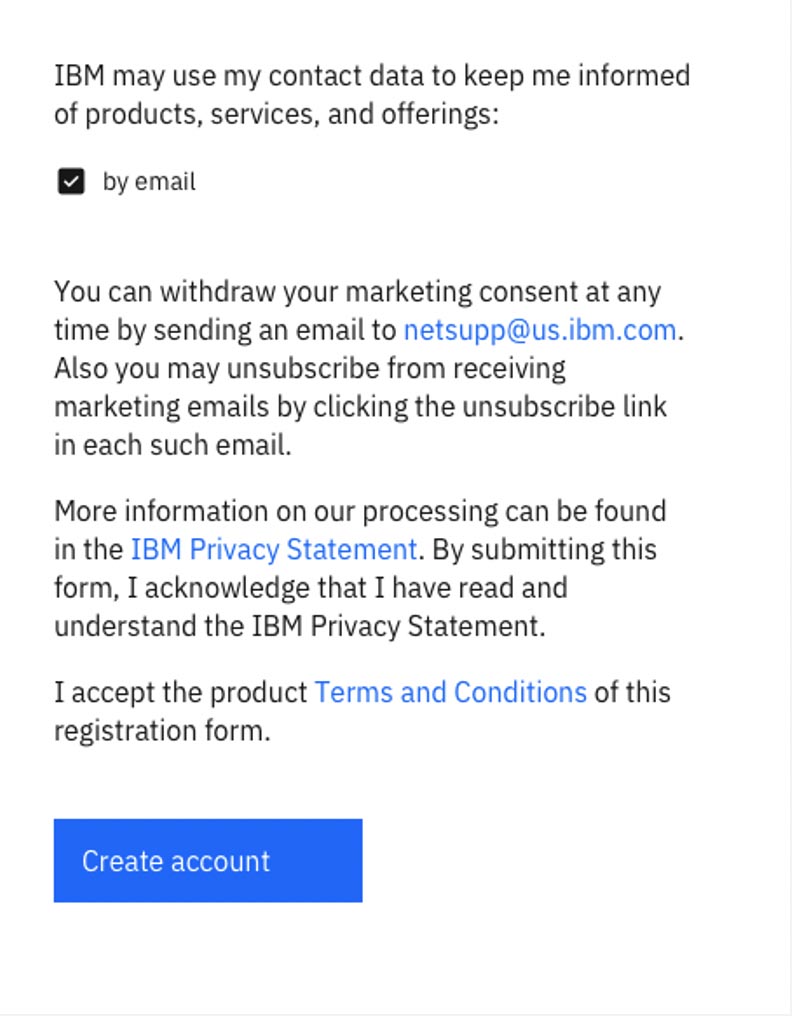 IBM may use my contact data to keep me informed
of products, services, and offerings:
by email
You can withdraw your marketing consent at any
time by sending an email to netsupp@us.ibm.com.
Also you may unsubscribe from receiving
marketing emails by clicking the unsubscribe link
in each such email.
More information on our processing can be found
in the IBM Privacy Statement. By submitting this
form, I acknowledge that I have read and
understand the IBM Privacy Statement.
I accept the product Terms and Conditions of this
registration form.
Create account